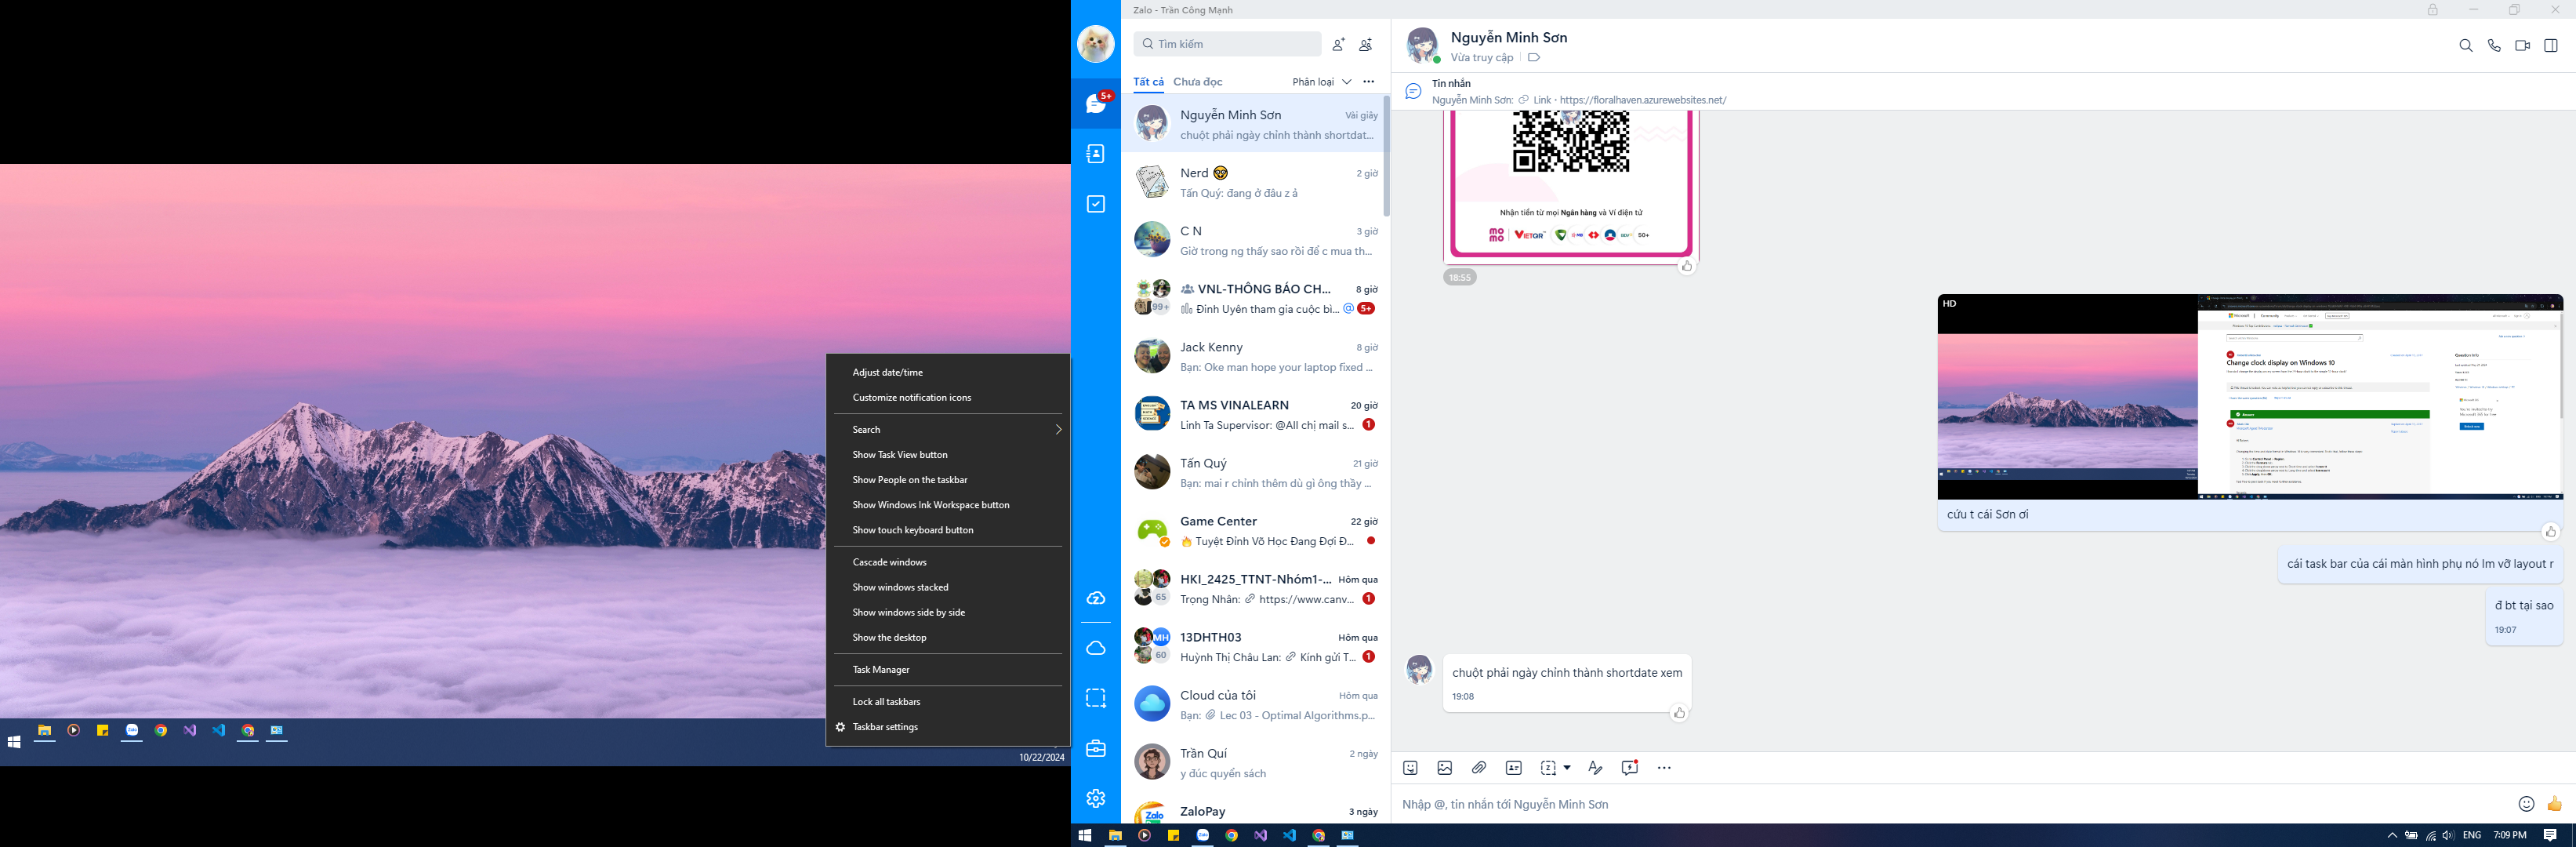 Adjust date/time
Customize notification icons
Search
Show Task View button
Show People on the taskbar
Show Windows Ink Workspace button
Show touch keyboard button
Cascade windows
Show windows stacked
Show windows side by side
Show the desktop
Task Manager
Lock all taskbars
Taskbar settings
10/22/2024
Zalo - Trần Công Mạnh
Tìm kiếm
Tất cả Chưa đọc Phân loại
5+
Nguyễn Minh Sơn Vài giây
chuột phải ngày chỉnh thành shortdat...
Nerd 🤓 2 giờ
Tấn Quý: đang ở đâu z ả
C N 3 giờ
Giờ trong ng thấy sao rồi để c mua th...
VNL-THÔNG BÁO CH... 8 giờ
99+
Đinh Uyên tham gia cuộc bì... @ 5+
Jack Kenny 8 giờ
Bạn: Oke man hope your laptop fixed ...
TA MS VINALEARN 20 giờ
Linh Ta Supervisor: @All chị mail s... 1
Tấn Quý 21 giờ
Bạn: mai r chỉnh thêm dù gì ông thầy ...
Game Center 22 giờ
🔥 Tuyệt Đỉnh Võ Học Đang Đợi Đ...
HKI_2425_TTNT-Nhóm1-... Hôm qua
65
Trọng Nhân: https://www.canv... 1
MH
13DHTH03 Hôm qua
60
Huỳnh Thị Châu Lan: Kính gửi T... 1
Cloud của tôi Hôm qua
Bạn: Lec 03 - Optimal Algorithms.p...
Trần Quí 2 ngày
y đúc quyển sách
ZaloPay 3 ngày
Zalo
Nguyễn Minh Sơn
Vừa truy cập
Tin nhắn
Nguyễn Minh Sơn: Link - https://floralhaven.azurewebsites.net/
Nhận tiền từ mọi Ngân hàng và Ví điện tử
momo VIETQR 50+
18:55
HD
Change clock display on Windows 10
cứu t cái Sơn ơi
cái task bar của cái màn hình phụ nó lm vỡ layout r
đ bt tại sao
19:07
chuột phải ngày chỉnh thành shortdate xem
19:08
Nhập @, tin nhắn tới Nguyễn Minh Sơn
ENG 7:09 PM